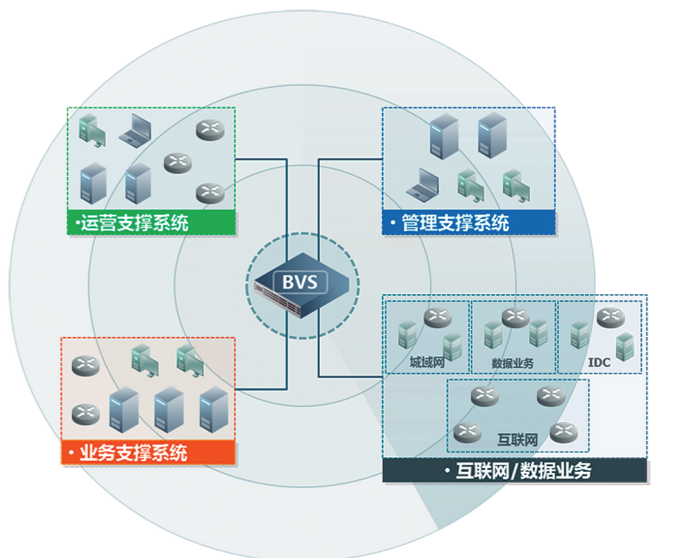 ·运营支撑系统
· 管理支撑系统
BVS
城域网
数据业务
IDC
互联网
· 业务支撑系统
· 互联网/数据业务